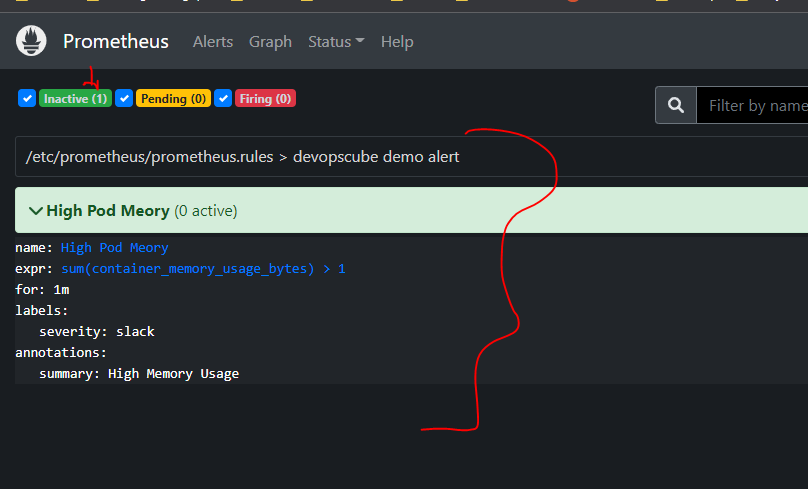 Prometheus Alerts Graph Status Help
Inactive (1) Pending (0) Firing (0)
Filter by name
/etc/prometheus/prometheus.rules > devopscube demo alert
High Pod Meory (0 active)
name: High Pod Meory
expr: sum(container_memory_usage_bytes) > 1
for: 1m
labels:
severity: slack
annotations:
summary: High Memory Usage